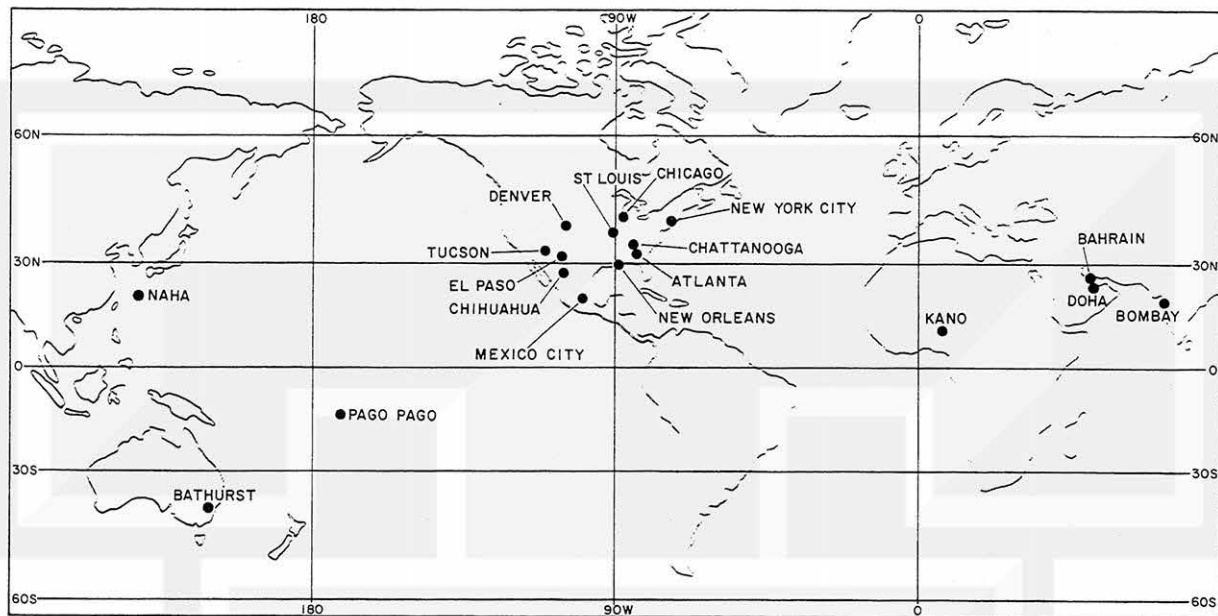 180 90W 0
60N 60N
ST LOUIS CHICAGO
DENVER
NEW YORK CITY
TUCSON
CHATTANOOGA
BAHRAIN
30N 30N
EL PASO
ATLANTA
NAHA
CHIHUAHUA
DOHA
NEW ORLEANS
KANO
BOMBAY
MEXICO CITY
0 0
PAGO PAGO
30S 30S
BATHURST
60S 60S
180 90W 0